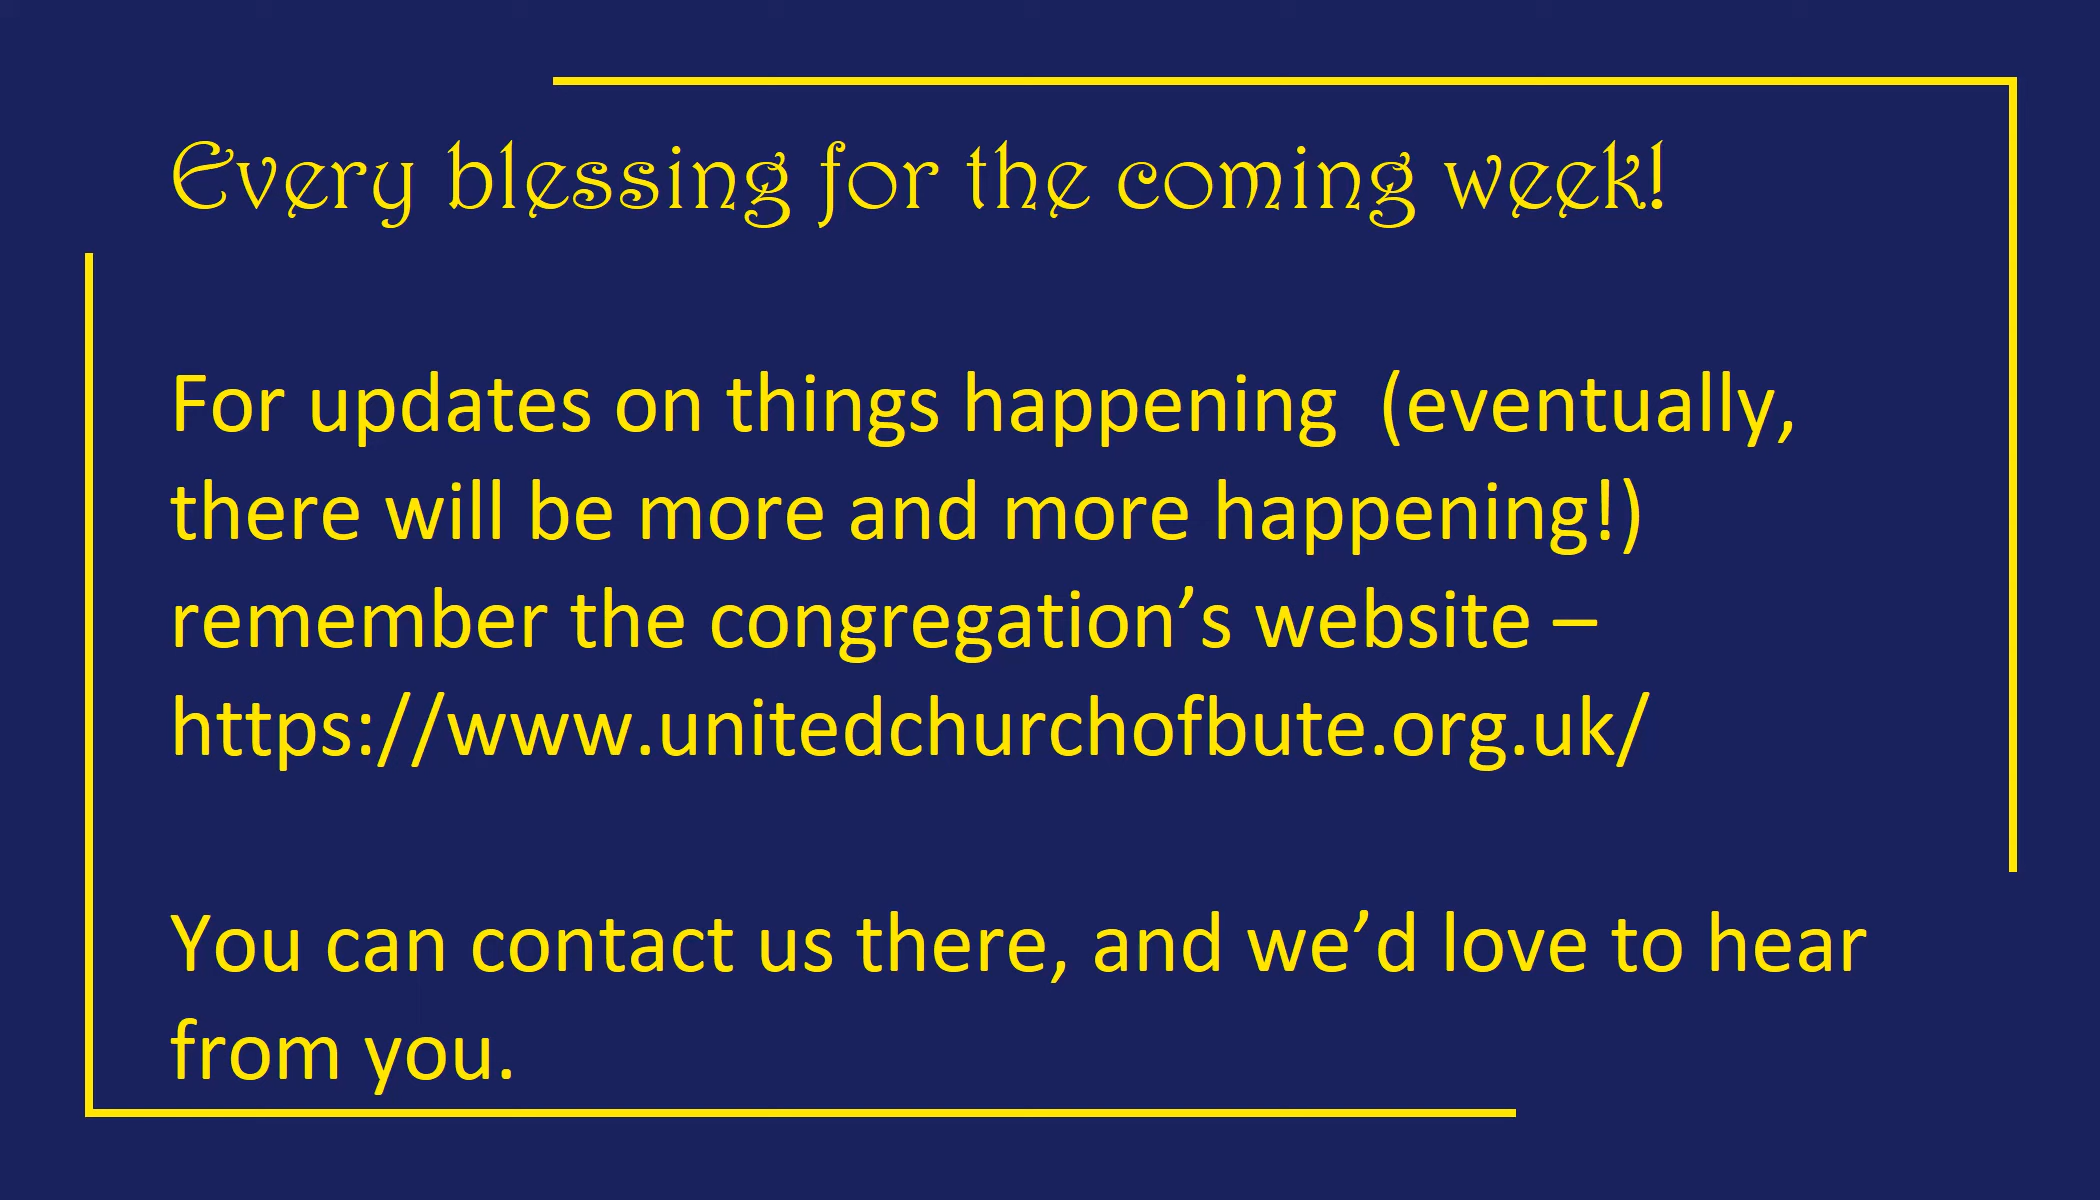 Every blessing for the coming week!
For updates on things happening  (eventually,
there will be more and more happening!)
remember the congregation’s website –
https://www.unitedchurchofbute.org.uk/
You can contact us there, and we’d love to hear
from you.